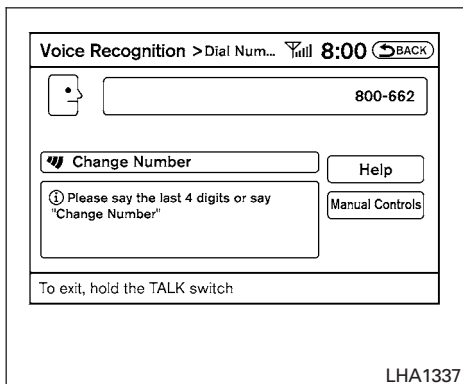 Voice Recognition >Dial Num... 8:00 BACK
800-662
Change Number
Help
Please say the last 4 digits or say
"Change Number"
Manual Controls
To exit, hold the TALK switch
LHA1337